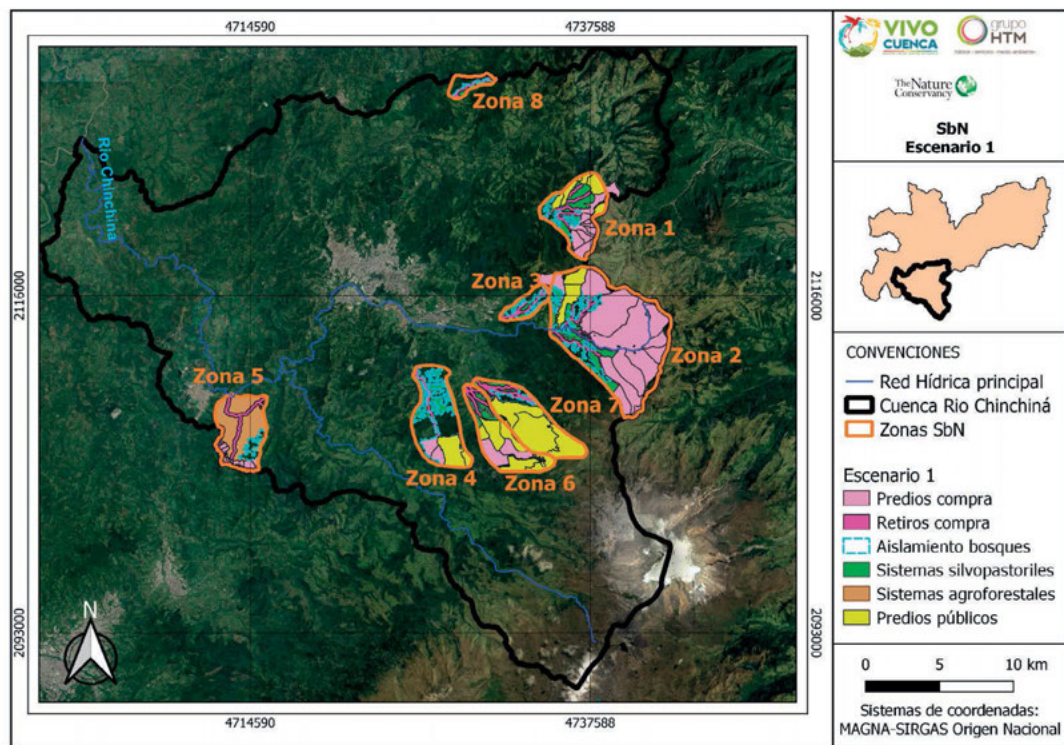 4714590
4737588
2116000
2093000
2116000
2093000
4714590
4737588
Rio Chinchina
Zona 8
Zona 1
Zona 3
Zona 2
Zona 5
Zona 7
Zona 4
Zona 6
N
VIVO
CUENCA
grupo
HTM
The Nature
Conservancy
SbN
Escenario 1
CONVENCIONES
Red Hídrica principal
Cuenca Rio Chinchiná
Zonas SbN
Escenario 1
Predios compra
Retiros compra
Aislamiento bosques
Sistemas silvopastoriles
Sistemas agroforestales
Predios públicos
0 5 10 km
Sistemas de coordenadas:
MAGNA-SIRGAS Origen Nacional